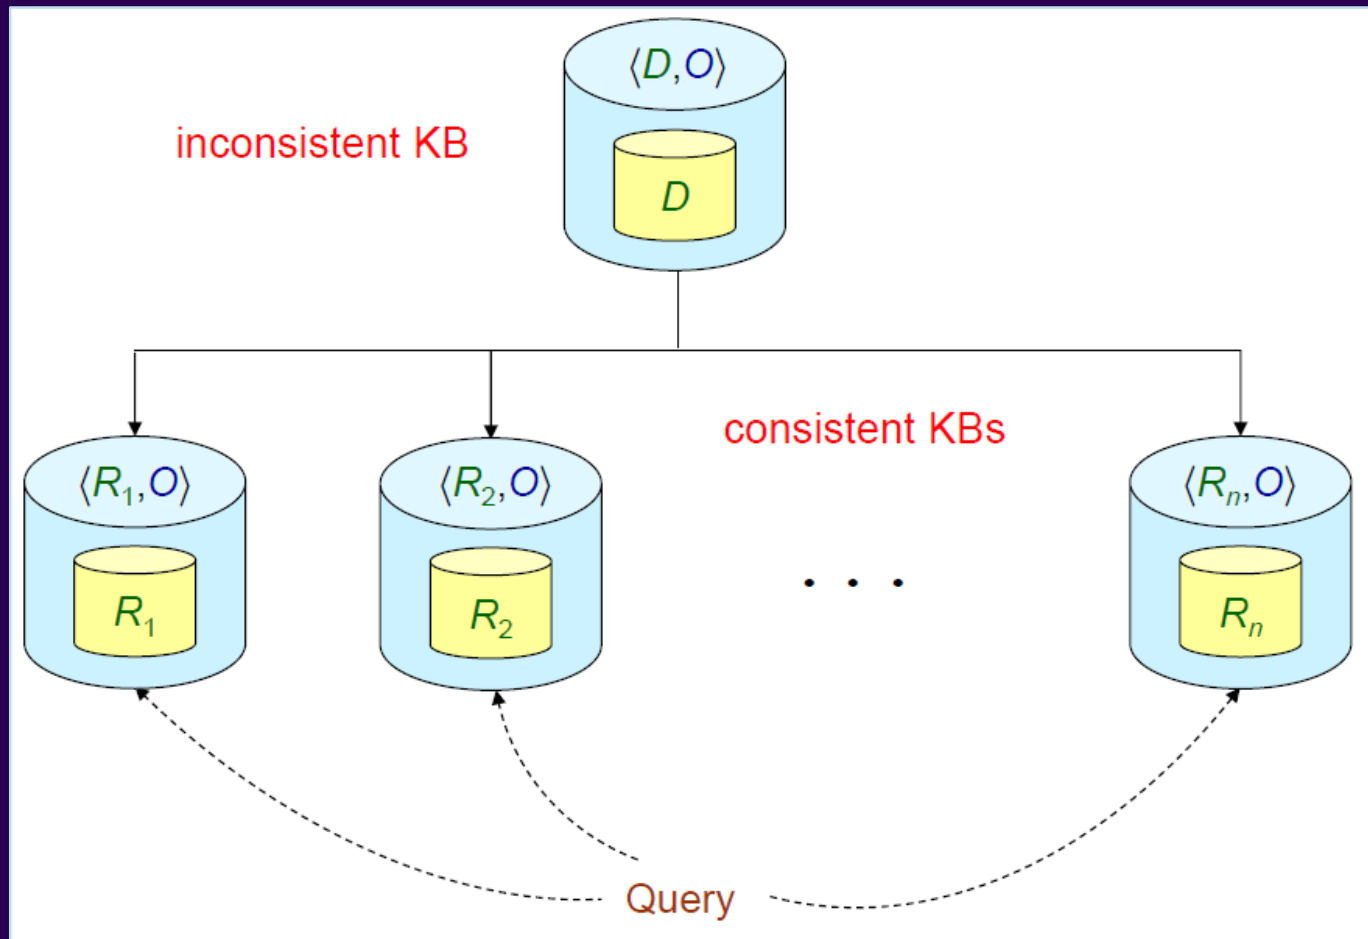 ⟨D,O⟩
inconsistent KB
D
consistent KBs
⟨R₁,O⟩
⟨R₂,O⟩
⟨Rₙ,O⟩
R₁
R₂
. . .
Rₙ
Query